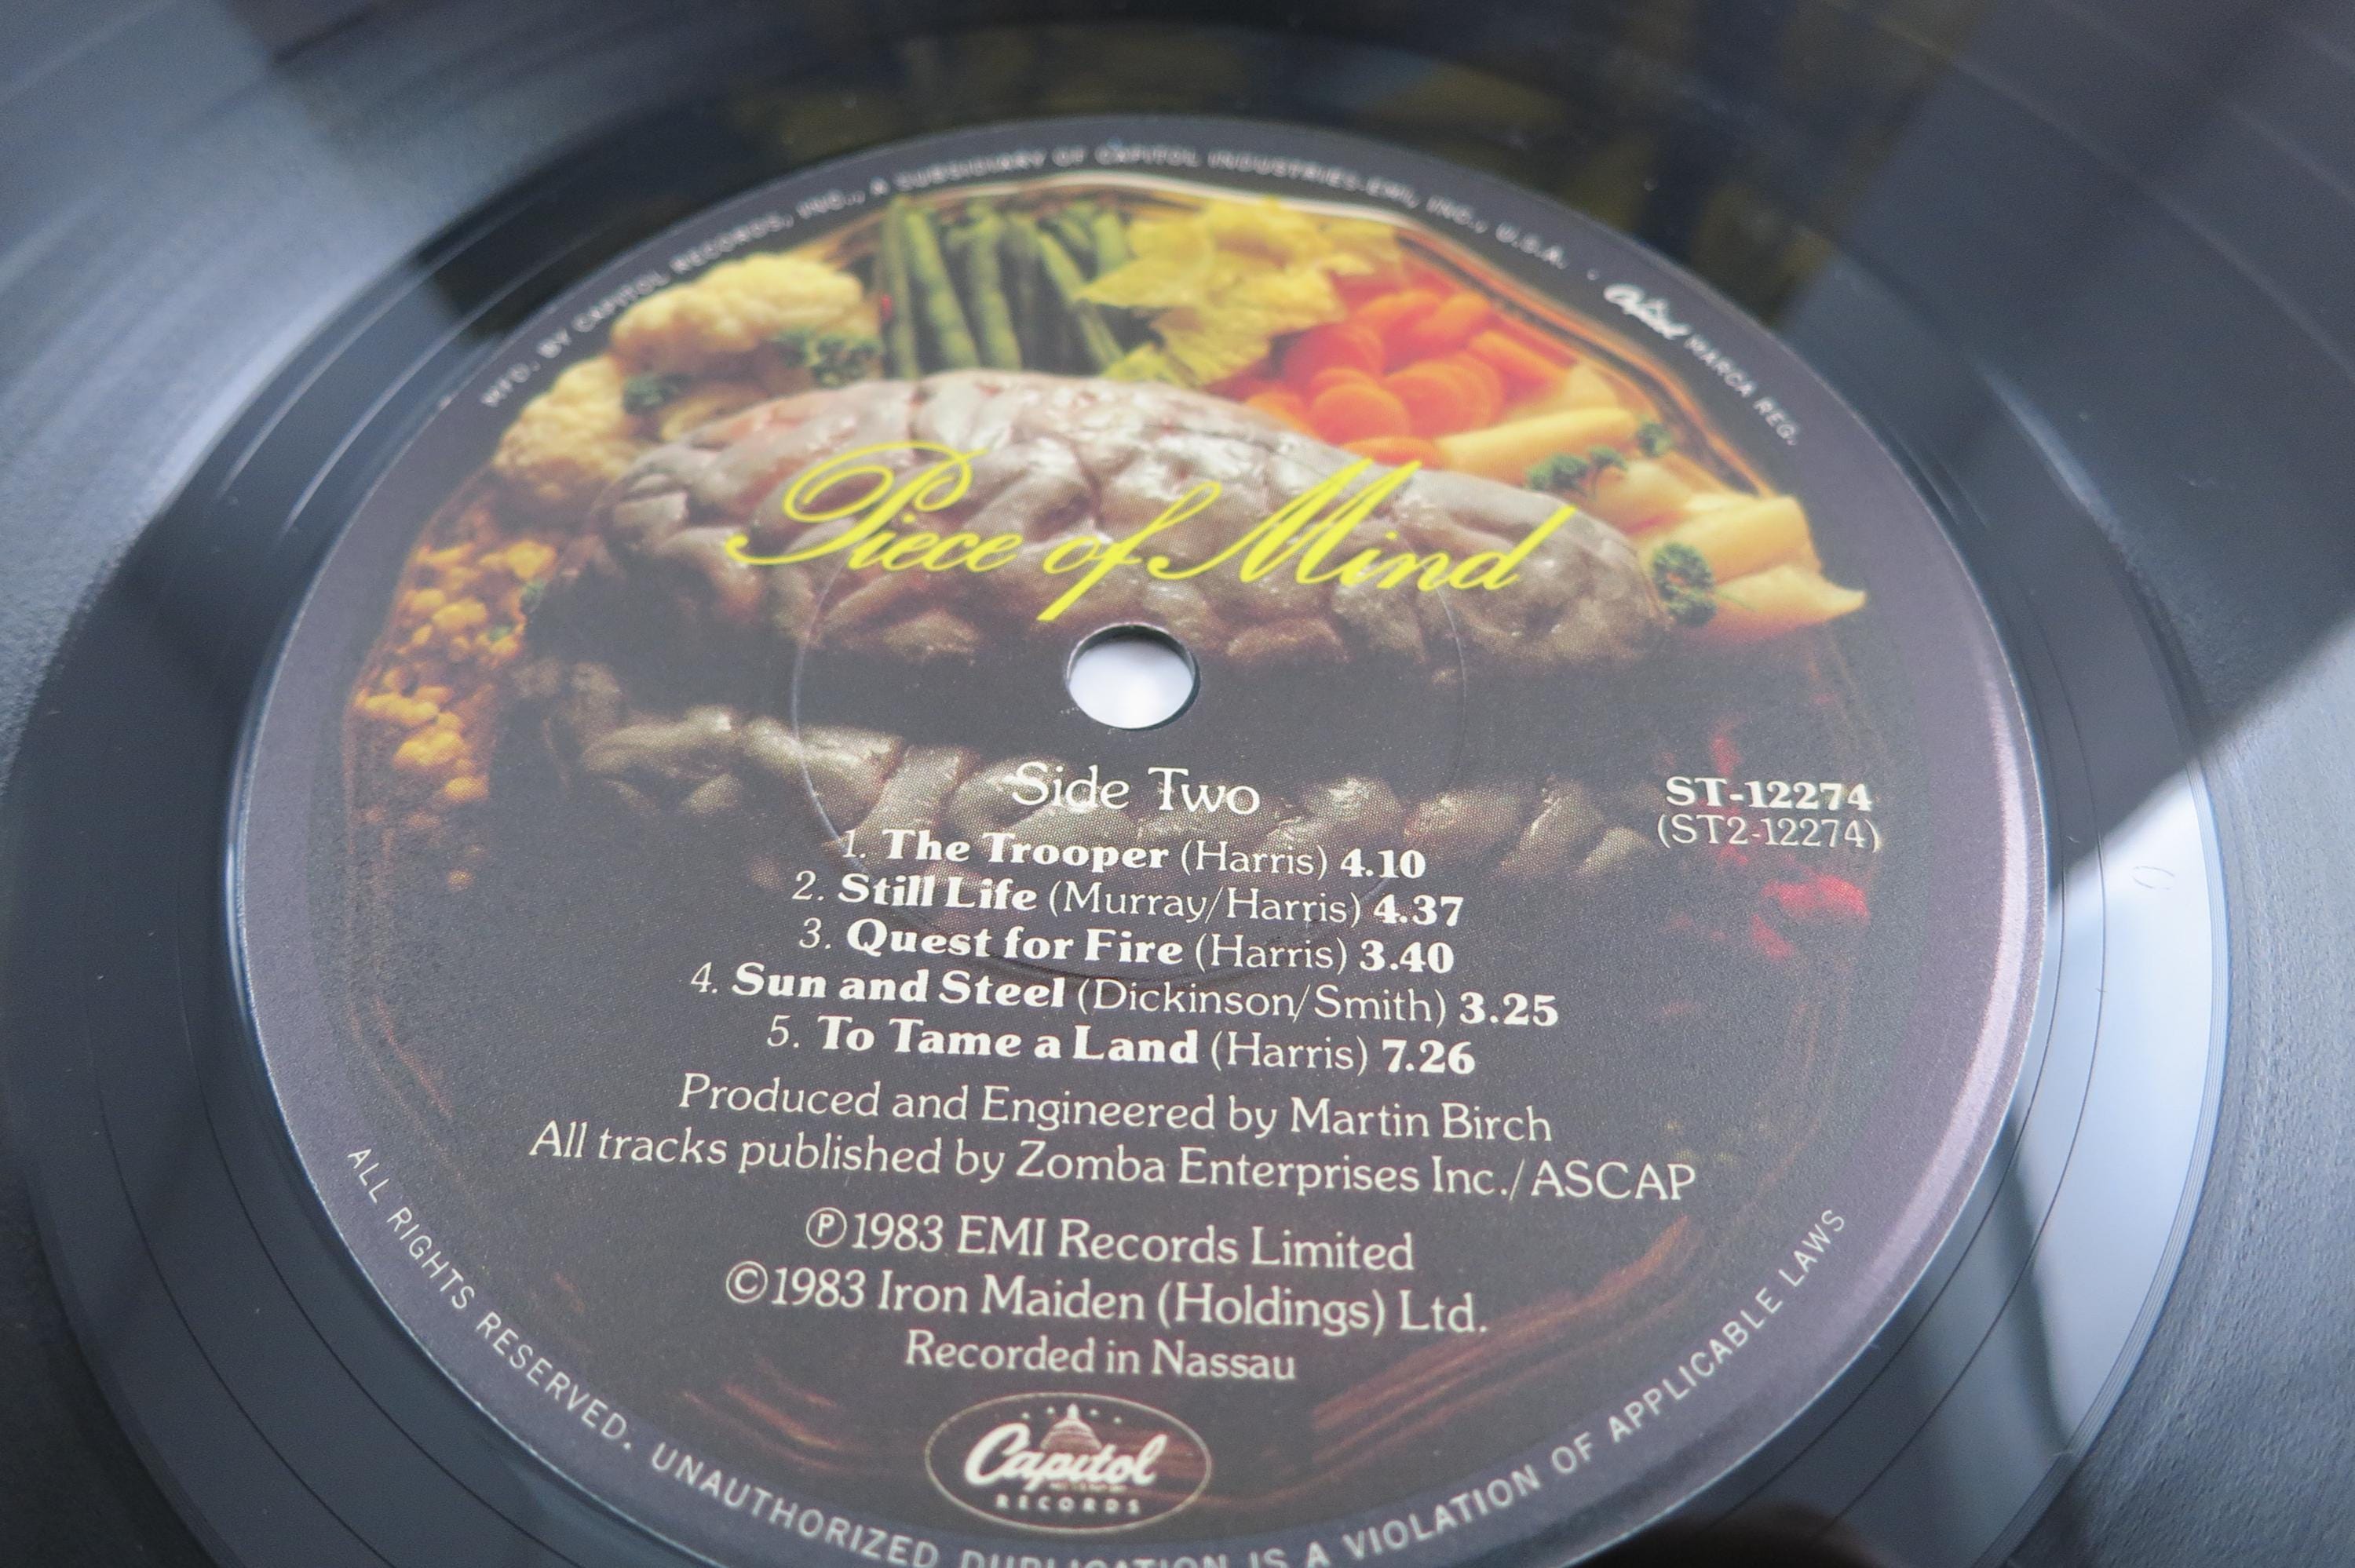 MFD. BY CAPITOL RECORDS, INC., A SUBSIDIARY OF CAPITOL INDUSTRIES-EMI, INC., U.S.A. · Capitol MARCA REG.
Piece of Mind
Side Two
ST-12274
(ST2-12274)
1. The Trooper (Harris) 4.10
2. Still Life (Murray/Harris) 4.37
3. Quest for Fire (Harris) 3.40
4. Sun and Steel (Dickinson/Smith) 3.25
5. To Tame a Land (Harris) 7.26
Produced and Engineered by Martin Birch
All tracks published by Zomba Enterprises Inc./ASCAP
℗1983 EMI Records Limited
©1983 Iron Maiden (Holdings) Ltd.
Recorded in Nassau
Capitol
RECORDS
ALL RIGHTS RESERVED. UNAUTHORIZED DUPLICATION IS A VIOLATION OF APPLICABLE LAWS